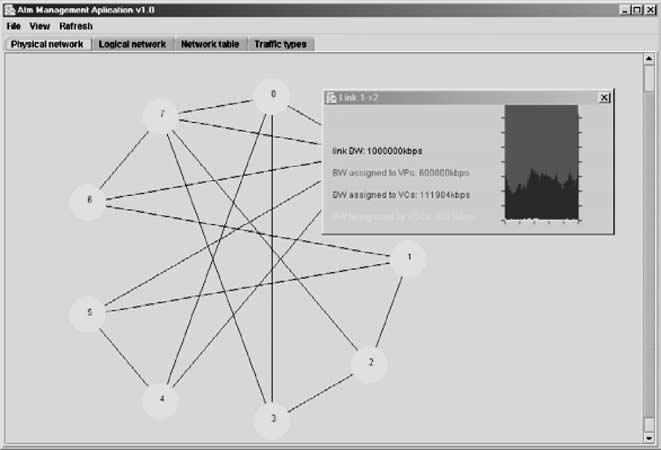 Atm Management Aplication v1.0
File View Refresh
Physical network Logical network Network table Traffic types
0
7
Link 1->2
link BW: 1000000kbps
BW assigned to VPs: 600000kbps
BW assigned to VCs: 111904kbps
6
1
5
2
4
3